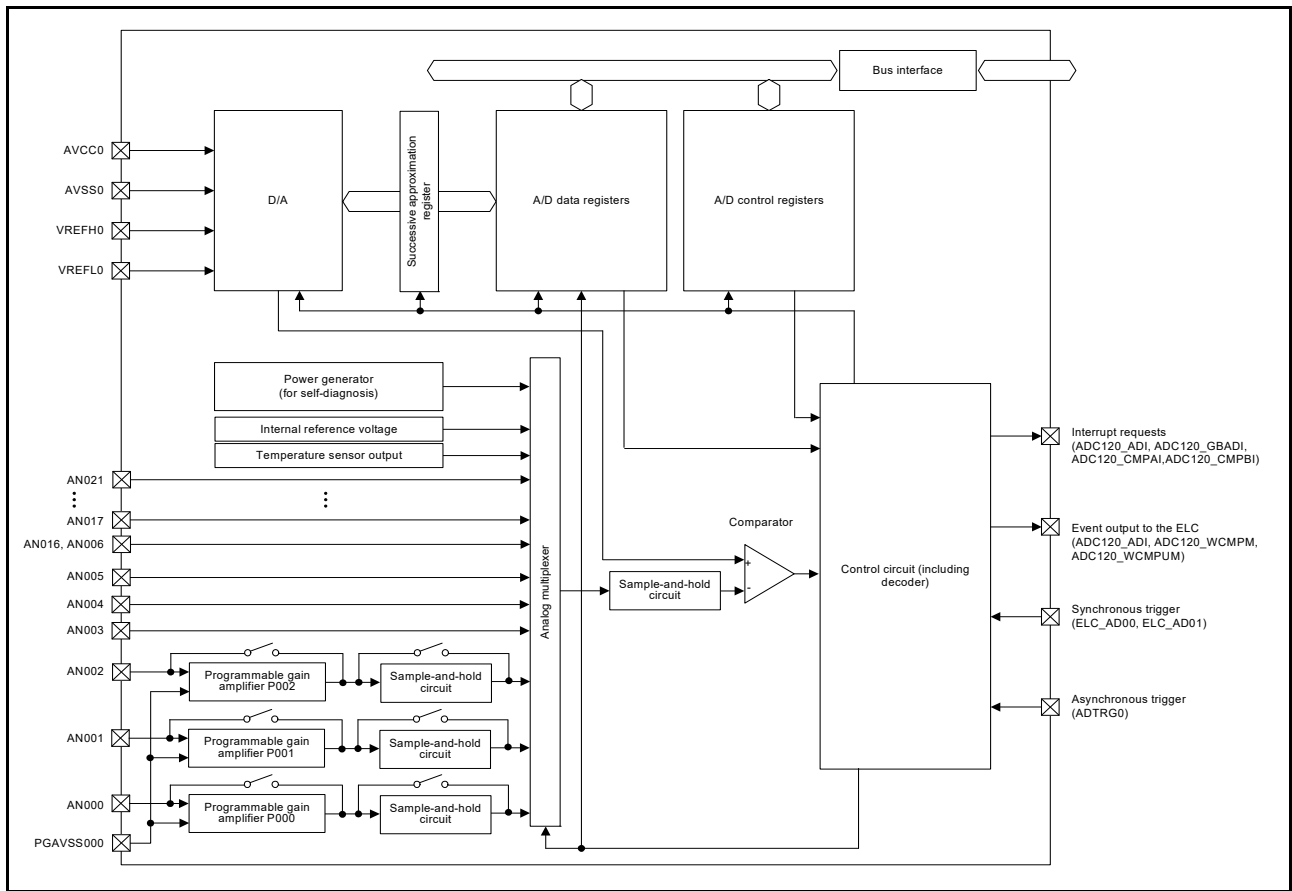 Bus interface
AVCC0
AVSS0
VREFH0
VREFL0
D/A
Successive approximation
register
A/D data registers
A/D control registers
Power generator
(for self-diagnosis)
Internal reference voltage
Temperature sensor output
AN021
AN017
AN016, AN006
AN005
AN004
AN003
AN002
AN001
AN000
PGAVSS000
Programmable gain
amplifier P002
Sample-and-hold
circuit
Programmable gain
amplifier P001
Sample-and-hold
circuit
Programmable gain
amplifier P000
Sample-and-hold
circuit
Analog multiplexer
Sample-and-hold
circuit
Comparator
+
-
Control circuit (including
decoder)
Interrupt requests
(ADC120_ADI, ADC120_GBADI,
ADC120_CMPAI,ADC120_CMPBI)
Event output to the ELC
(ADC120_ADI, ADC120_WCMPM,
ADC120_WCMPUM)
Synchronous trigger
(ELC_AD00, ELC_AD01)
Asynchronous trigger
(ADTRG0)